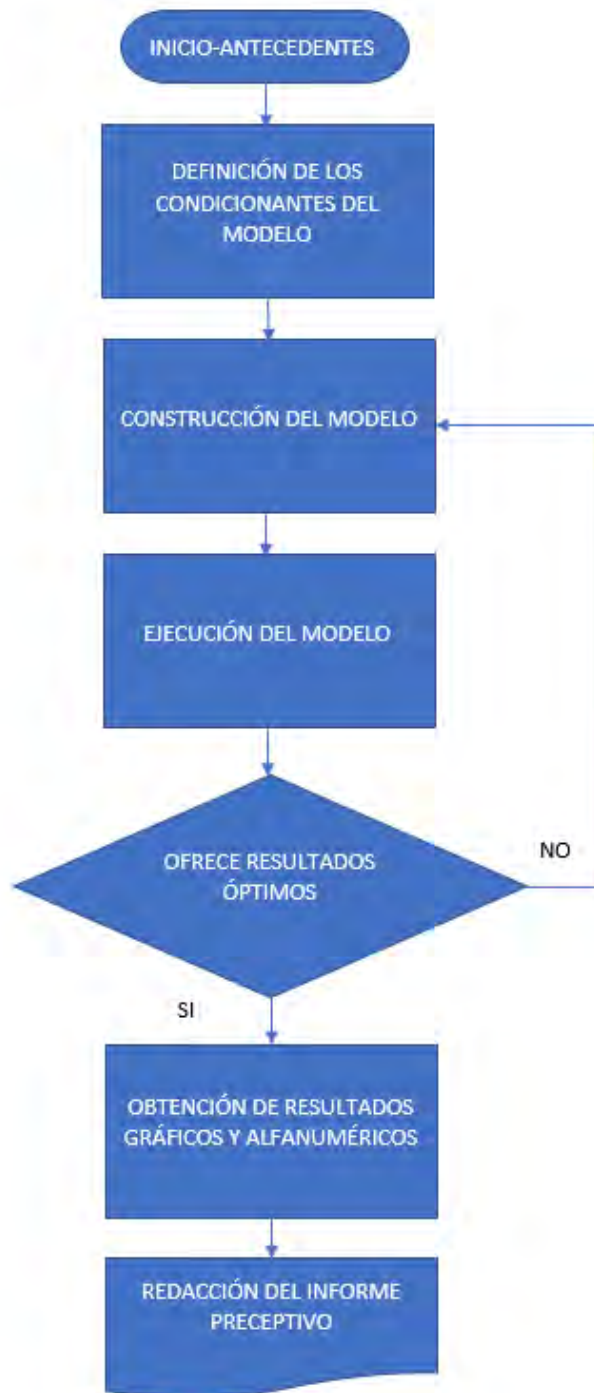 INICIO-ANTECEDENTES
DEFINICIÓN DE LOS
CONDICIONANTES DEL
MODELO
CONSTRUCCIÓN DEL MODELO
EJECUCIÓN DEL MODELO
OFRECE RESULTADOS
ÓPTIMOS
NO
SI
OBTENCIÓN DE RESULTADOS
GRÁFICOS Y ALFANUMÉRICOS
REDACCIÓN DEL INFORME
PRECEPTIVO